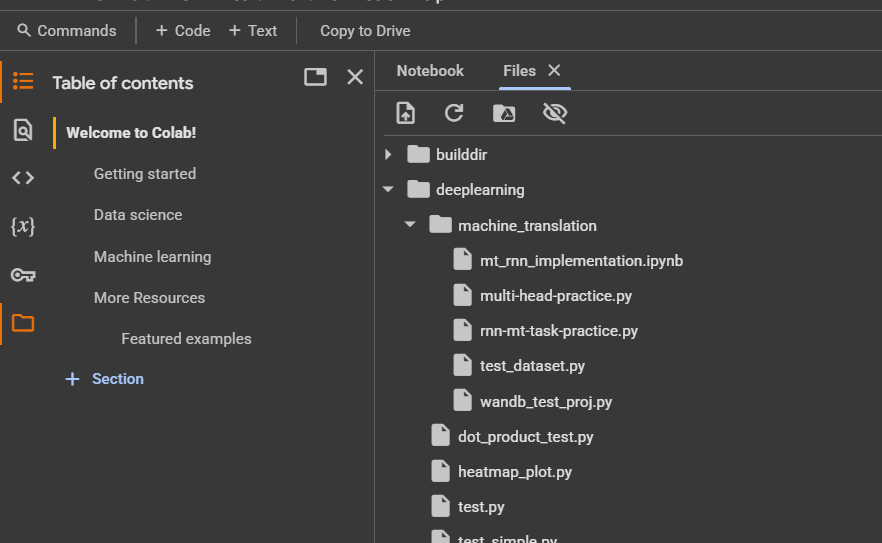 Commands
+ Code
+ Text
Copy to Drive
Table of contents
Welcome to Colab!
Getting started
Data science
Machine learning
More Resources
Featured examples
+ Section
{x}
Notebook
Files
builddir
deeplearning
machine_translation
mt_rnn_implementation.ipynb
multi-head-practice.py
rnn-mt-task-practice.py
test_dataset.py
wandb_test_proj.py
dot_product_test.py
heatmap_plot.py
test.py
test_simple.py